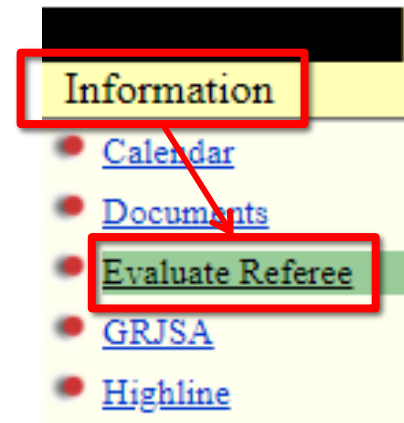 Information
Calendar
Documents
Evaluate Referee
GRJSA
Highline